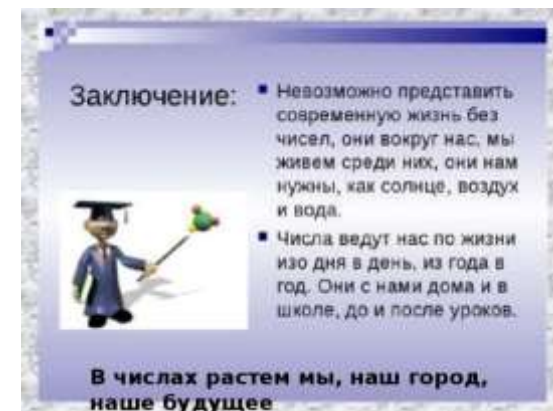 Заключение:
Невозможно представить
современную жизнь без
чисел, они вокруг нас, мы
живем среди них, они нам
нужны, как солнце, воздух
и вода.
Числа ведут нас по жизни
изо дня в день, из года в
год. Они с нами дома и в
школе, до и после уроков.
В числах растем мы, наш город,
наше будущее